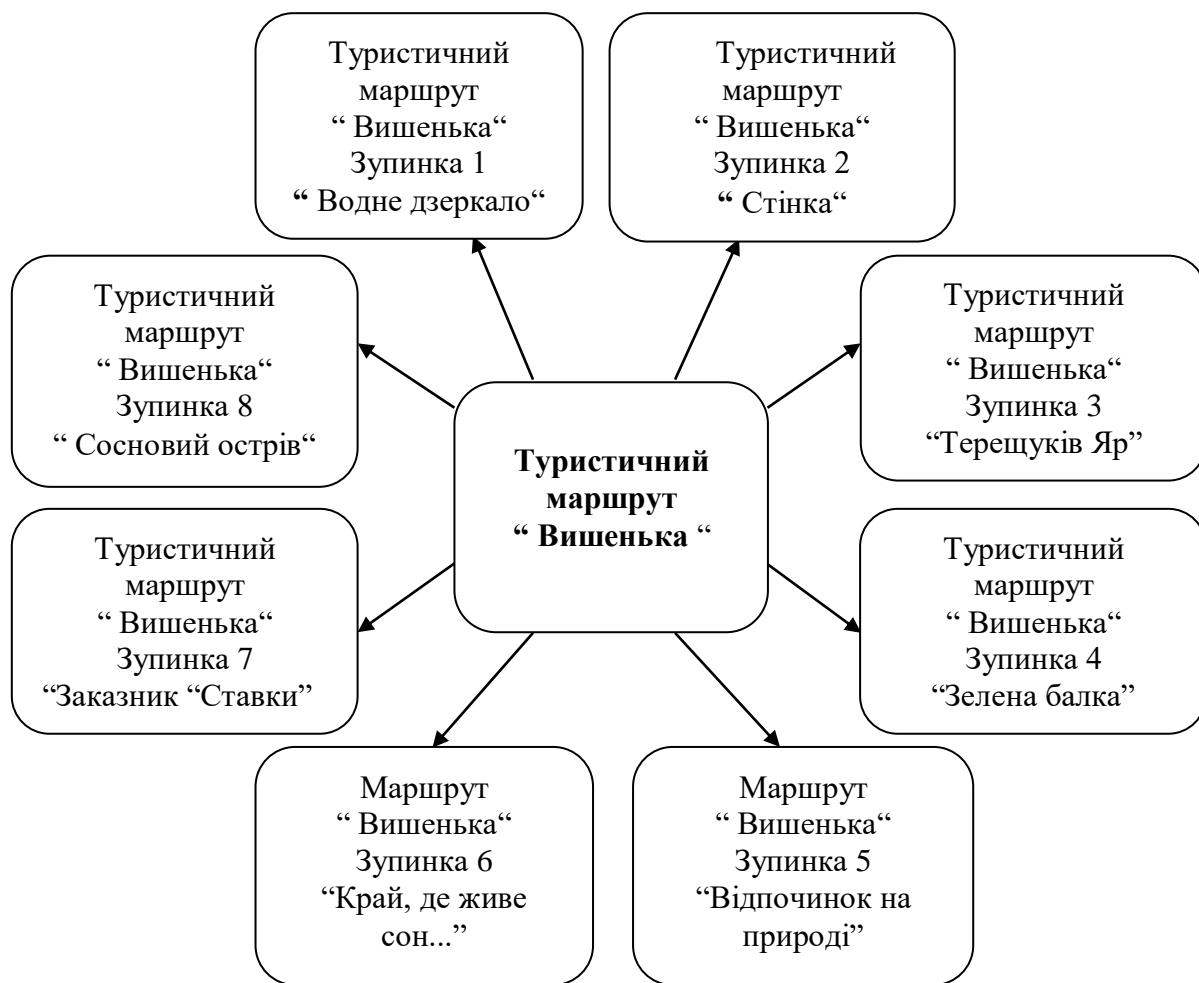 Туристичний
маршрут
“ Вишенька“
Зупинка 1
“ Водне дзеркало“
Туристичний
маршрут
“ Вишенька“
Зупинка 2
“ Стінка“
Туристичний
маршрут
“ Вишенька“
Зупинка 8
“ Сосновий острів“
Туристичний
маршрут
“ Вишенька“
Зупинка 3
“Терещуків Яр”
Туристичний
маршрут
“ Вишенька “
Туристичний
маршрут
“ Вишенька“
Зупинка 7
“Заказник “Ставки”
Туристичний
маршрут
“ Вишенька“
Зупинка 4
“Зелена балка”
Маршрут
“ Вишенька“
Зупинка 6
“Край, де живе
сон...”
Маршрут
“ Вишенька“
Зупинка 5
“Відпочинок на
природі”